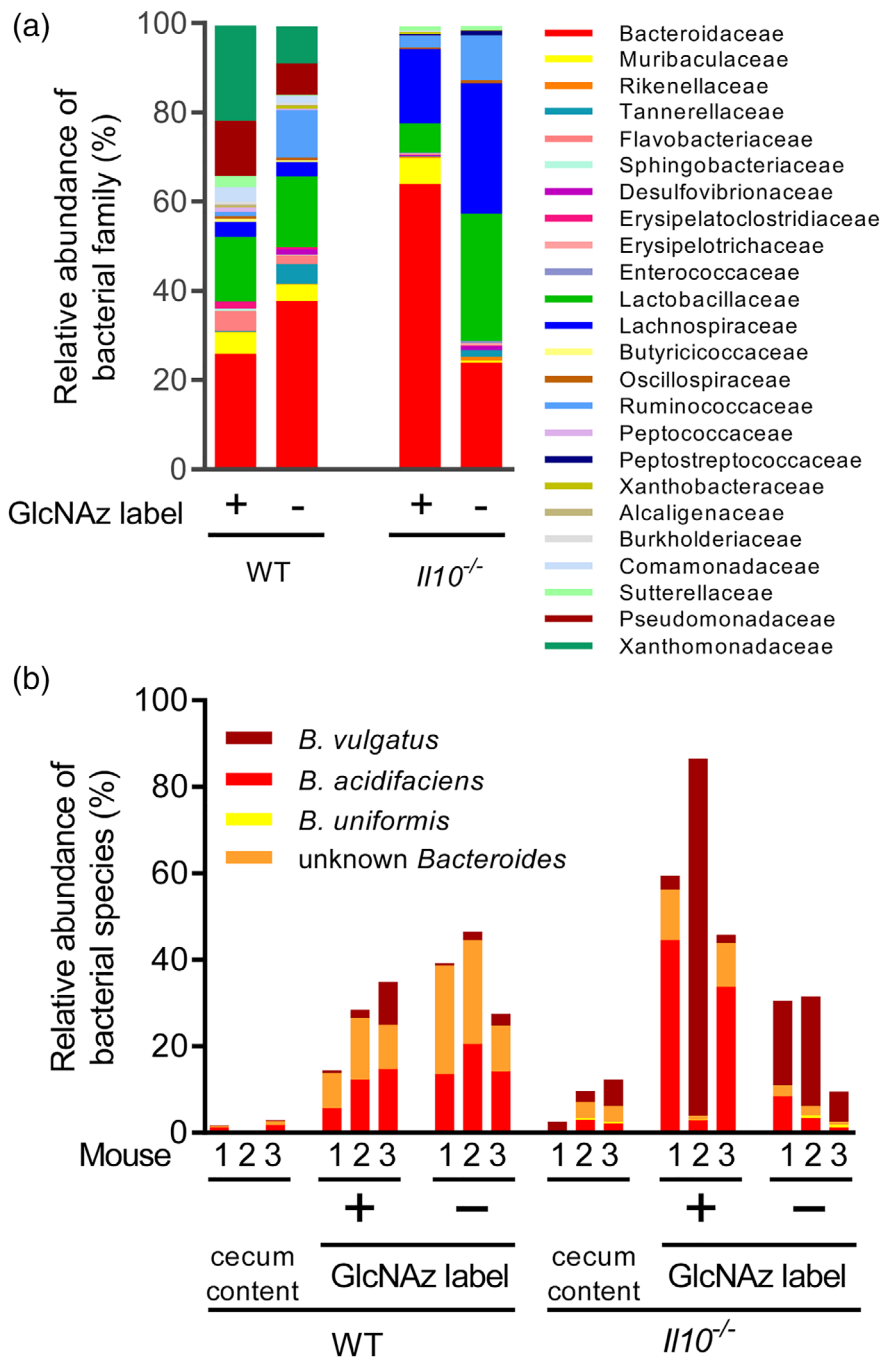 (a)
Relative abundance of
bacterial family (%)
100
80
60
40
20
0
GlcNAz label
+ - + -
WT Il10-/-
Bacteroidaceae
Muribaculaceae
Rikenellaceae
Tannerellaceae
Flavobacteriaceae
Sphingobacteriaceae
Desulfovibrionaceae
Erysipelatoclostridiaceae
Erysipelotrichaceae
Enterococcaceae
Lactobacillaceae
Lachnospiraceae
Butyricicoccaceae
Oscillospiraceae
Ruminococcaceae
Peptococcaceae
Peptostreptococcaceae
Xanthobacteraceae
Alcaligenaceae
Burkholderiaceae
Comamonadaceae
Sutterellaceae
Pseudomonadaceae
Xanthomonadaceae
(b)
Relative abundance of
bacterial species (%)
100
80
60
40
20
0
B. vulgatus
B. acidifaciens
B. uniformis
unknown Bacteroides
Mouse 1 2 3 1 2 3 1 2 3 1 2 3 1 2 3 1 2 3
+ − + −
cecum
content
GlcNAz label
cecum
content
GlcNAz label
WT Il10-/-